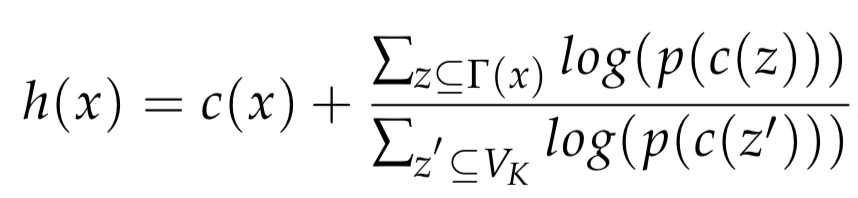 h(x) = c(x) + \frac{\sum_{z \subseteq \Gamma(x)} log(p(c(z)))}{\sum_{z' \subseteq V_K} log(p(c(z')))}